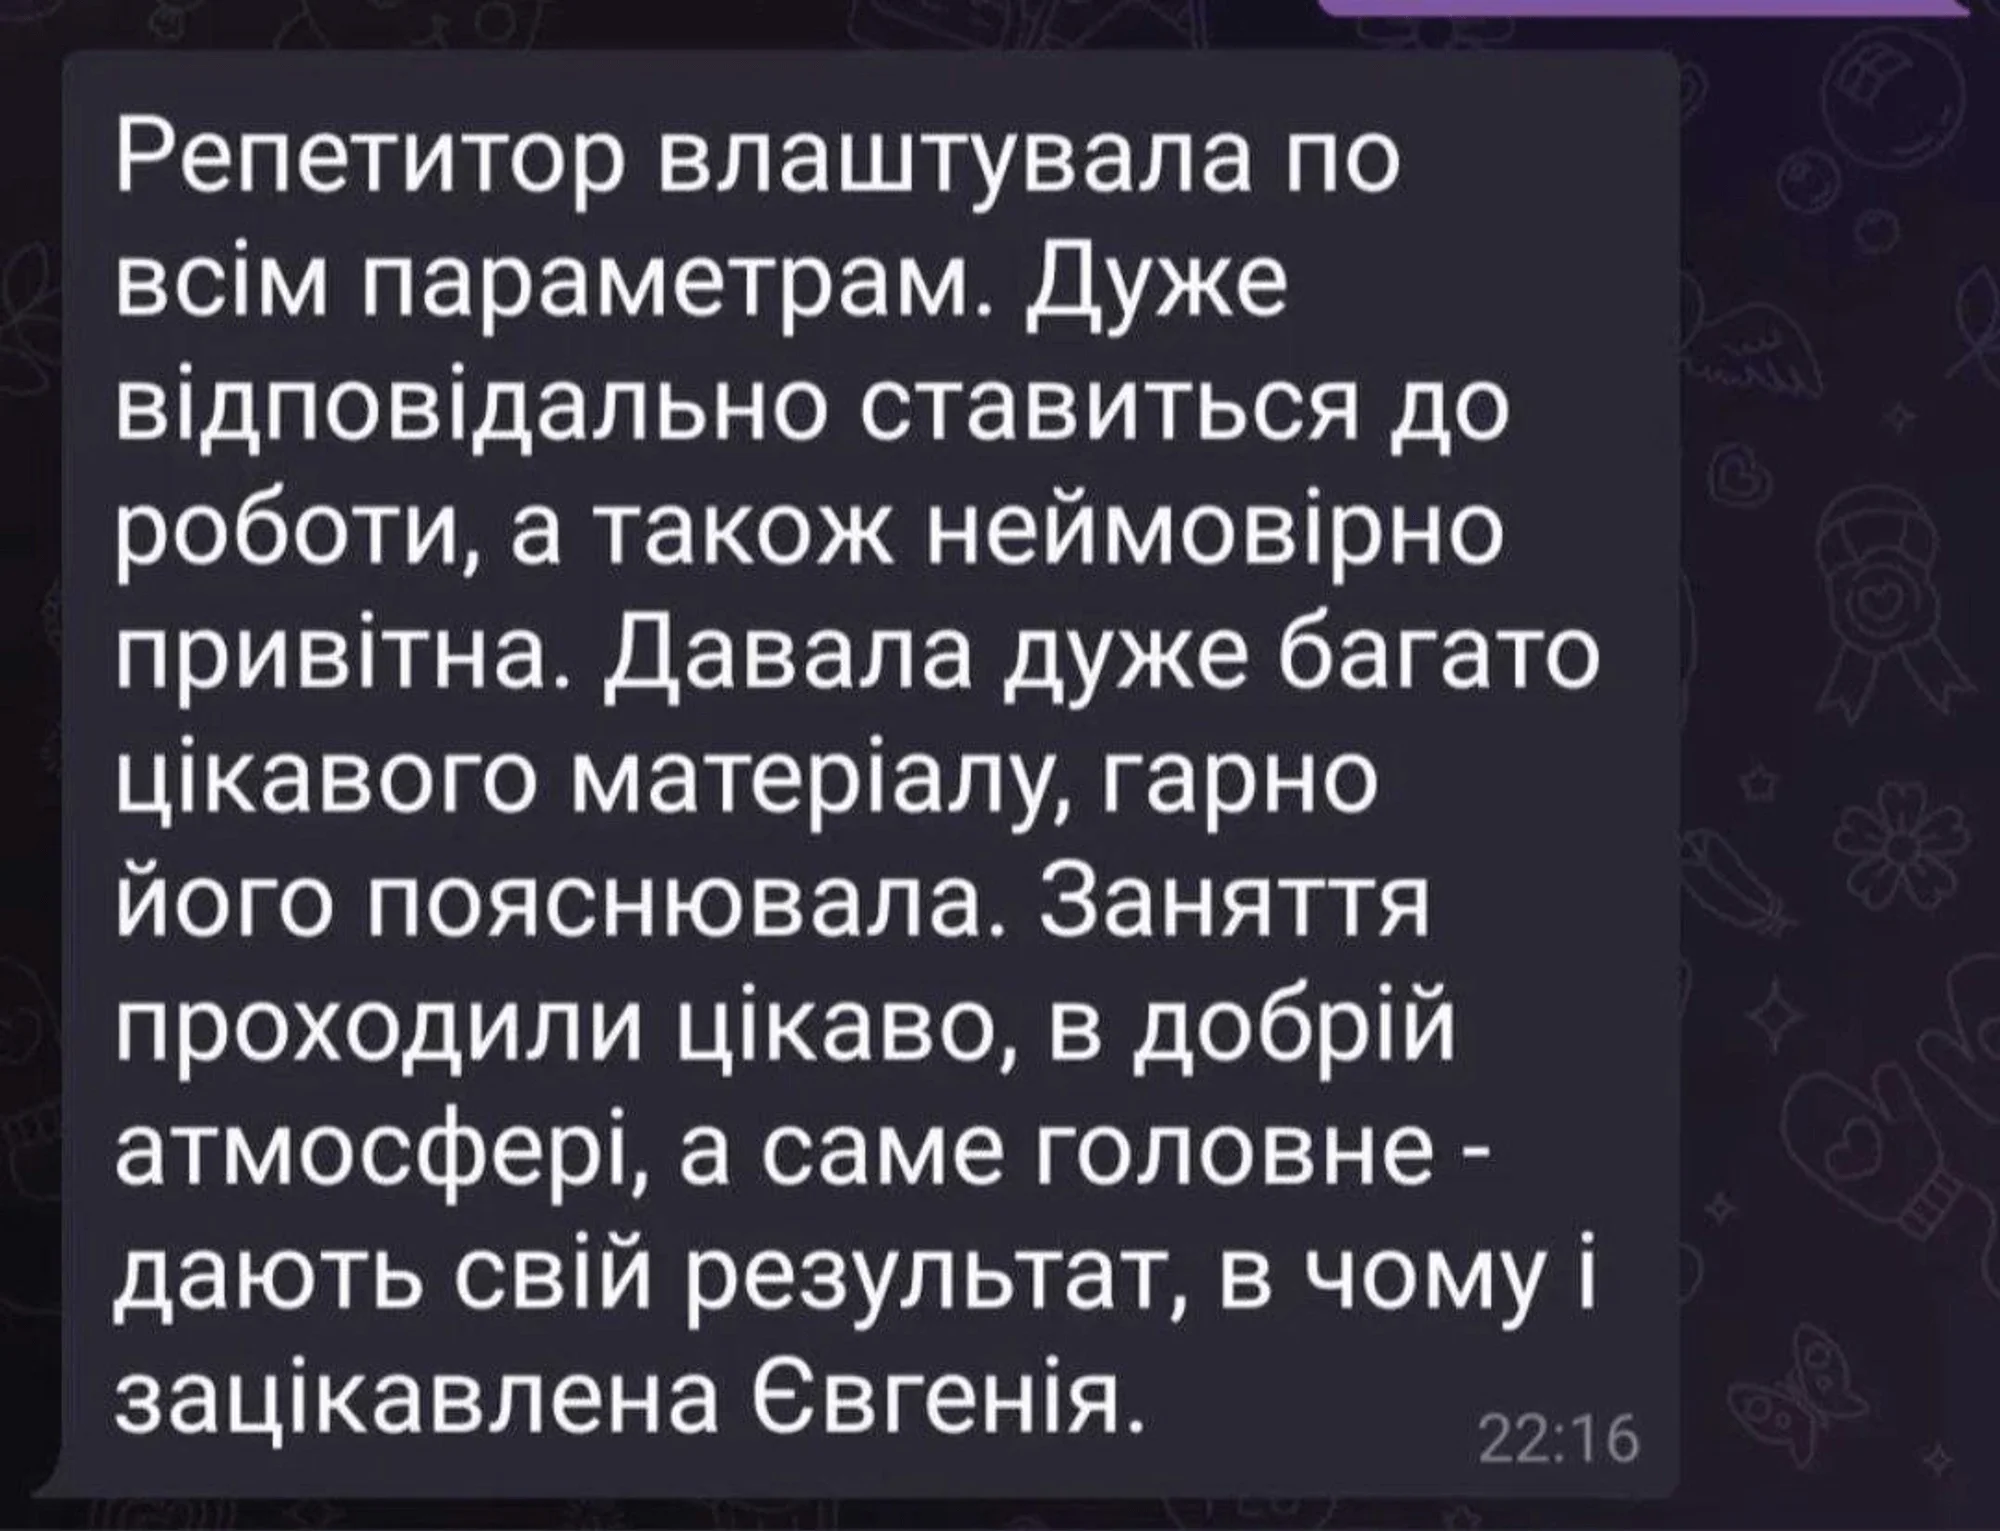 Репетитор влаштувала по
всім параметрам. Дуже
відповідально ставиться до
роботи, а також неймовірно
привітна. Давала дуже багато
цікавого матеріалу, гарно
його пояснювала. Заняття
проходили цікаво, в добрій
атмосфері, а саме головне -
дають свій результат, в чому і
зацікавлена Євгенія.
22:16